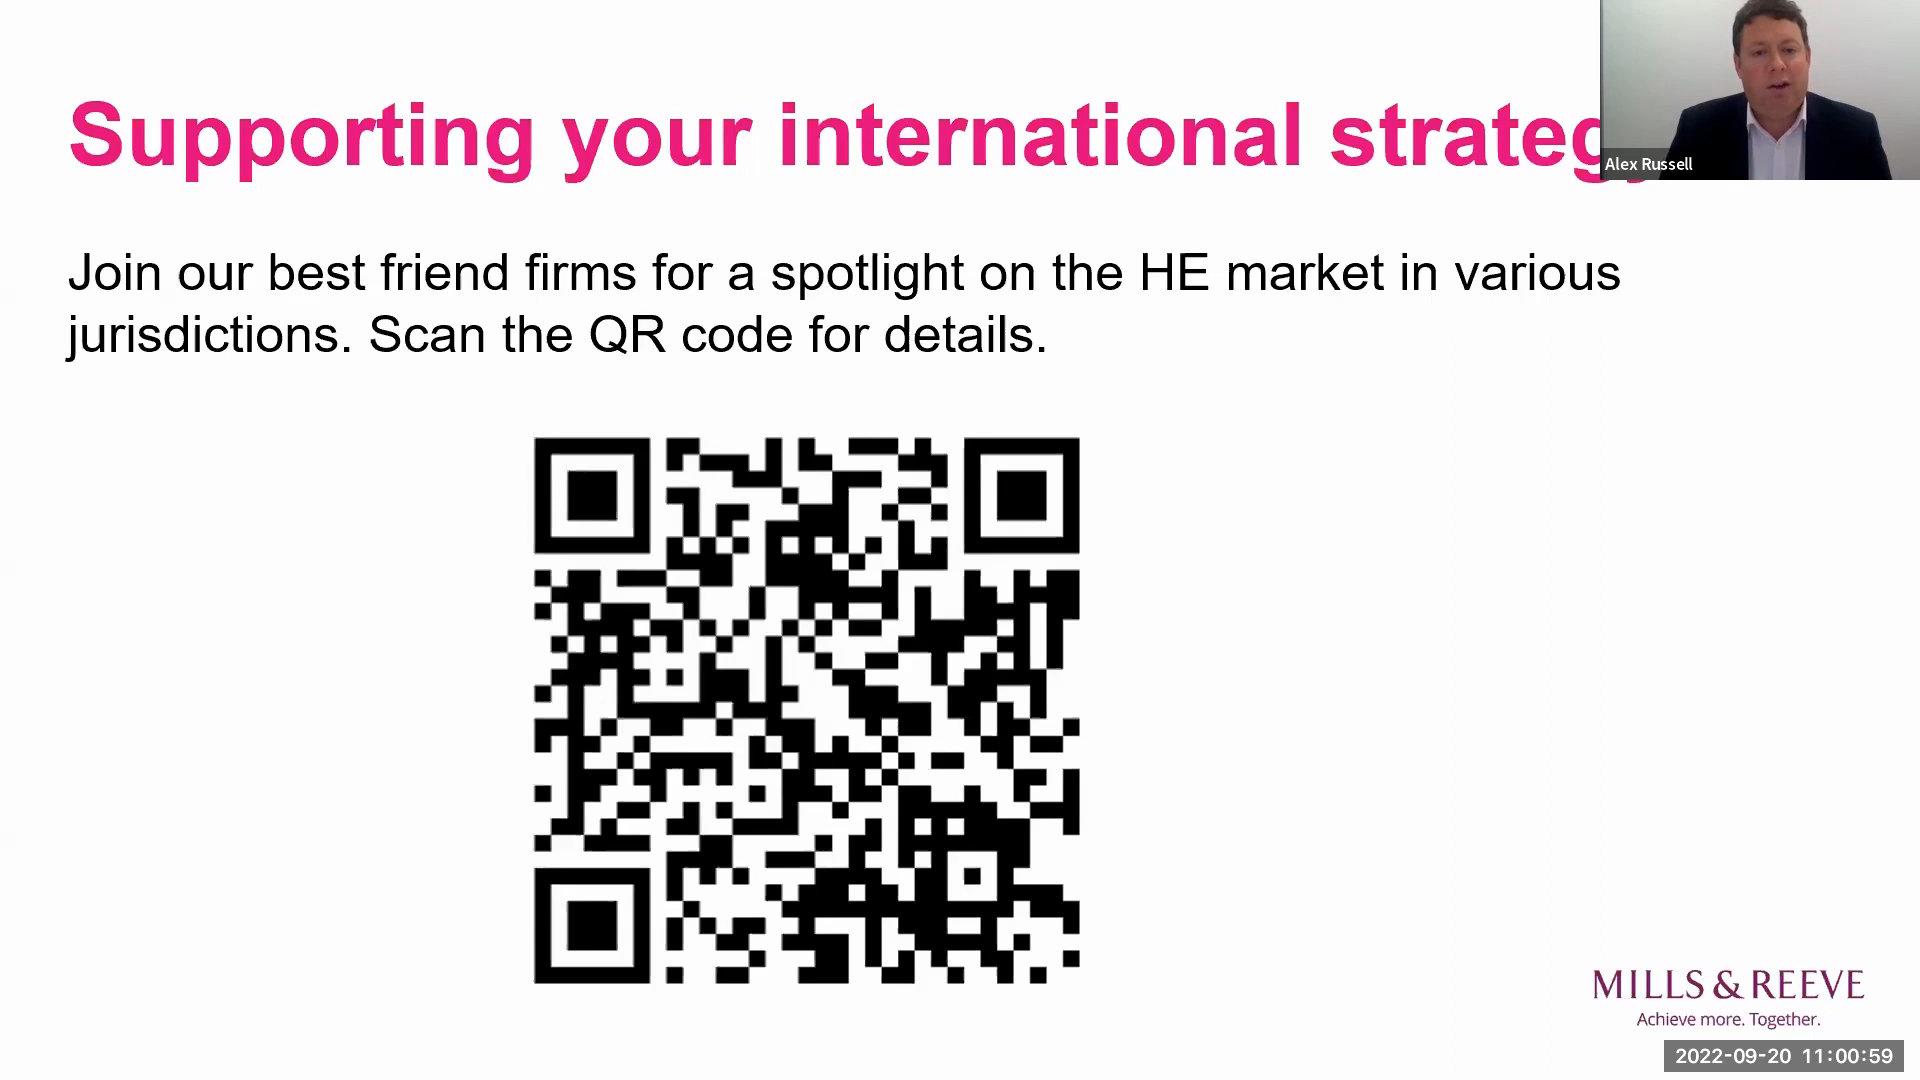 Supporting your international strateg
Alex Russell
Join our best friend firms for a spotlight on the HE market in various
jurisdictions. Scan the QR code for details.
MILLS & REEVE
Achieve more. Together.
2022-09-20 11:00:59